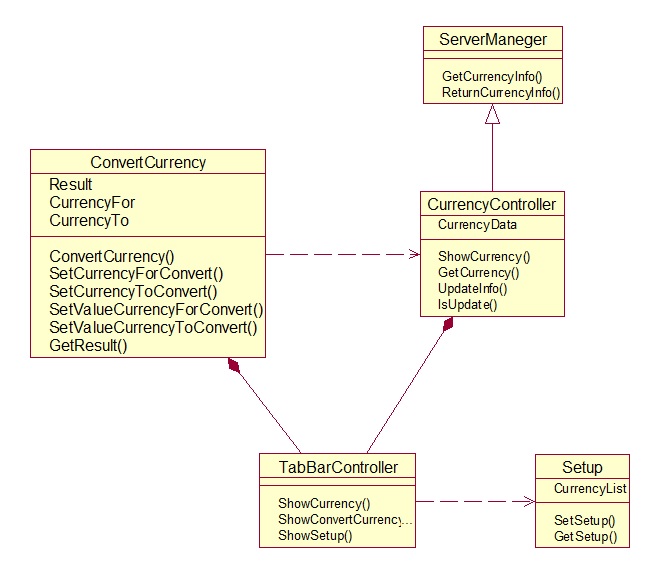 ServerManeger
GetCurrencyInfo()
ReturnCurrencyInfo()
ConvertCurrency
Result
CurrencyFor
CurrencyTo
ConvertCurrency()
SetCurrencyForConvert()
SetCurrencyToConvert()
SetValueCurrencyForConvert()
SetValueCurrencyToConvert()
GetResult()
CurrencyController
CurrencyData
ShowCurrency()
GetCurrency()
UpdateInfo()
IsUpdate()
TabBarController
ShowCurrency()
ShowConvertCurrency...
ShowSetup()
Setup
CurrencyList
SetSetup()
GetSetup()